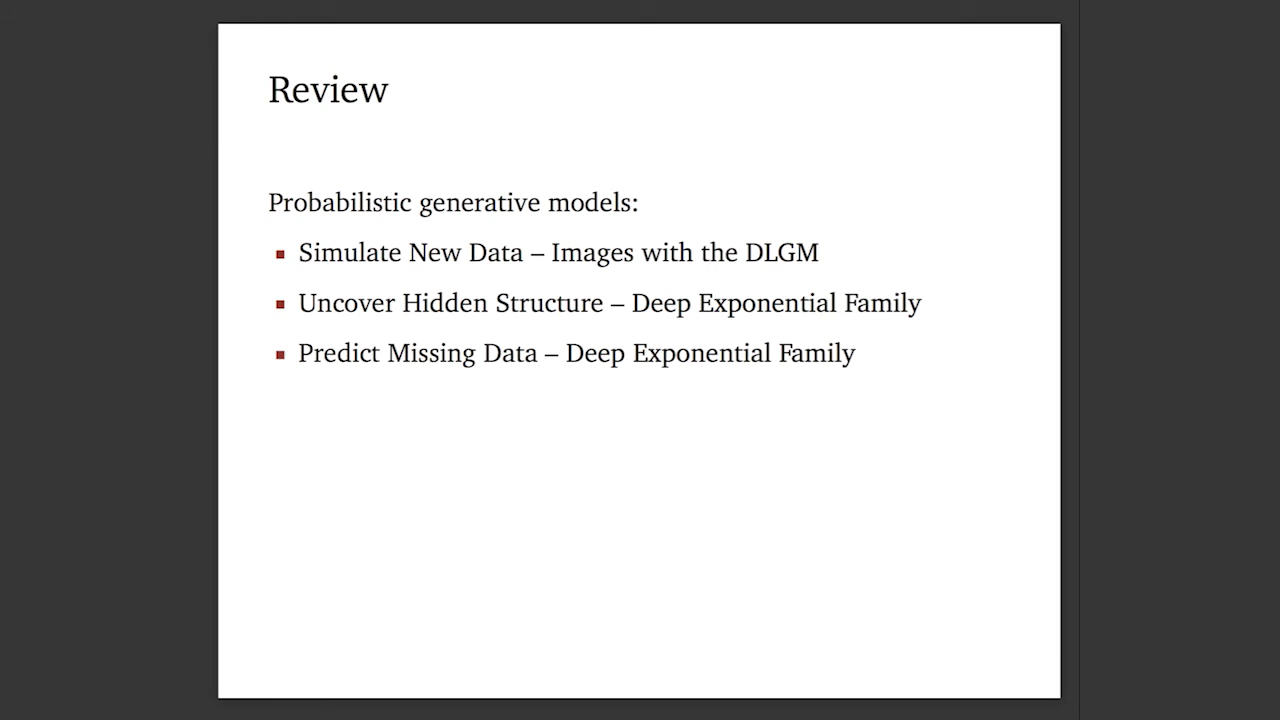 Review
Probabilistic generative models:
Simulate New Data – Images with the DLGM
Uncover Hidden Structure – Deep Exponential Family
Predict Missing Data – Deep Exponential Family